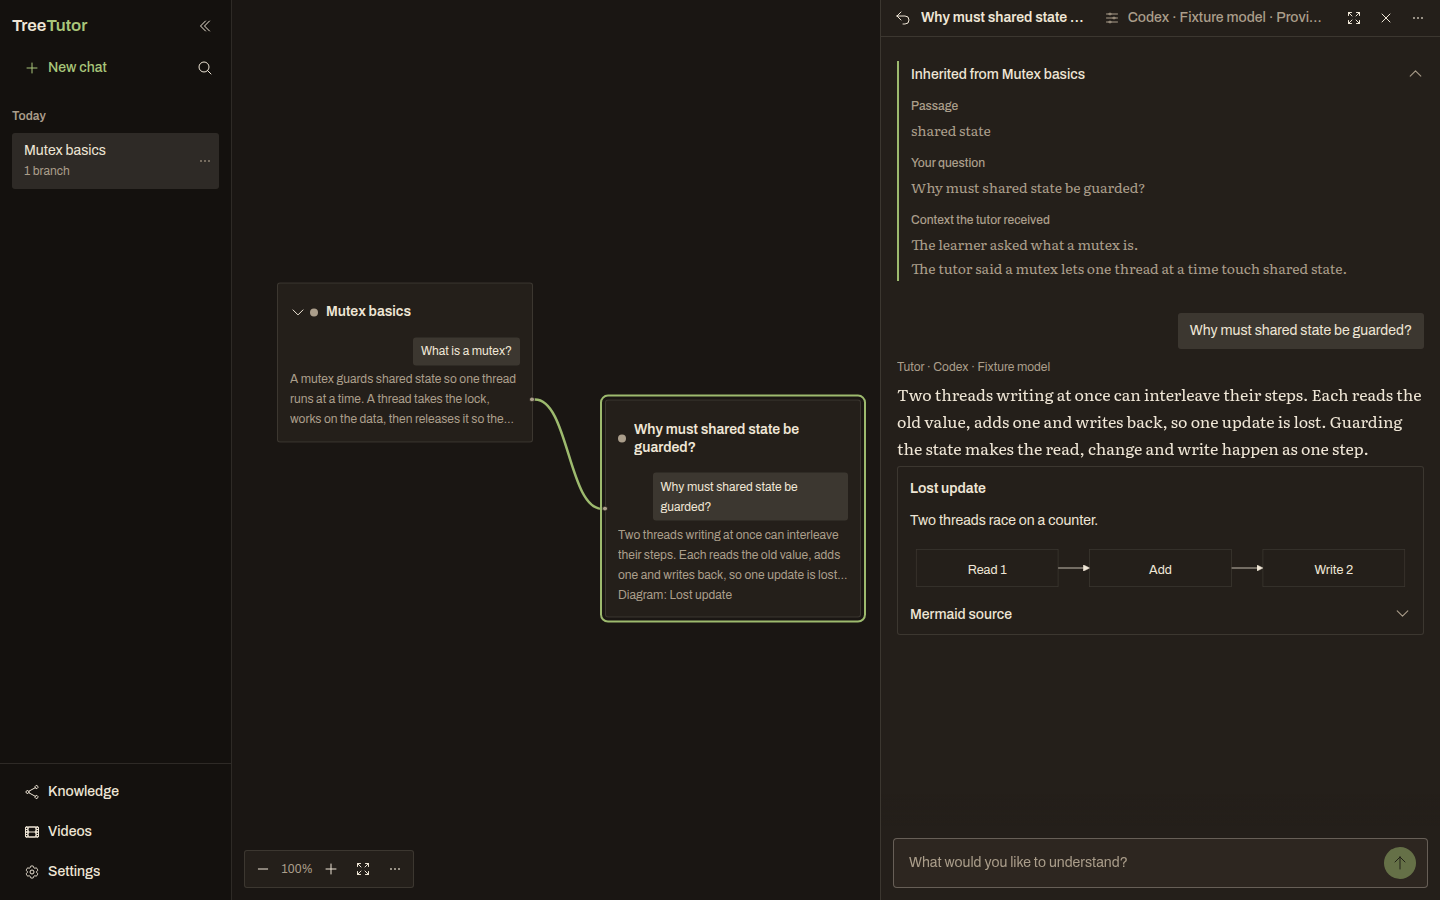 TreeTutor
New chat
Today
Mutex basics
1 branch
Knowledge
Videos
Settings
Mutex basics
What is a mutex?
A mutex guards shared state so one thread
runs at a time. A thread takes the lock,
works on the data, then releases it so the...
Why must shared state be
guarded?
Why must shared state be
guarded?
Two threads writing at once can interleave
their steps. Each reads the old value, adds
one and writes back, so one update is lost...
Diagram: Lost update
100%
Why must shared state ...
Codex · Fixture model · Provi...
Inherited from Mutex basics
Passage
shared state
Your question
Why must shared state be guarded?
Context the tutor received
The learner asked what a mutex is.
The tutor said a mutex lets one thread at a time touch shared state.
Why must shared state be guarded?
Tutor · Codex · Fixture model
Two threads writing at once can interleave their steps. Each reads the
old value, adds one and writes back, so one update is lost. Guarding
the state makes the read, change and write happen as one step.
Lost update
Two threads race on a counter.
Read 1
Add
Write 2
Mermaid source
What would you like to understand?